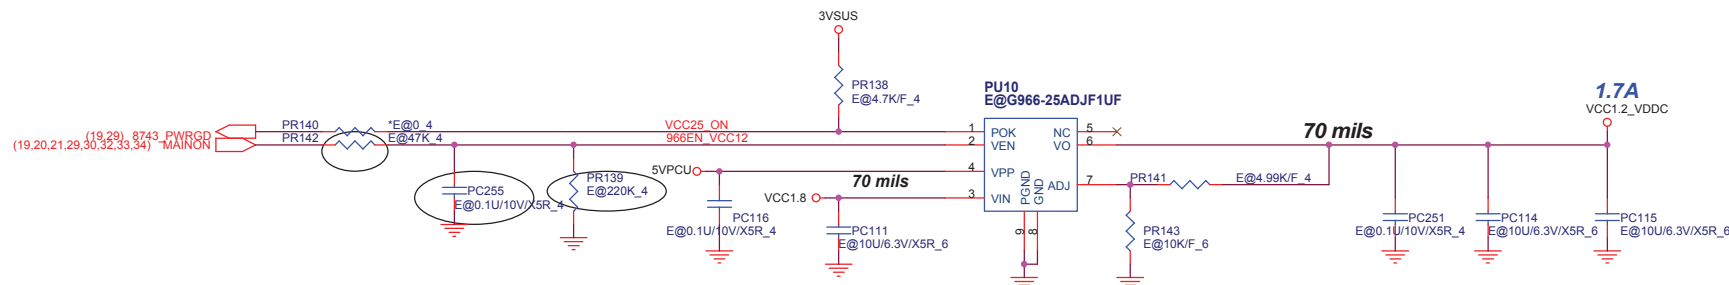 3VSUS
PR138
E@4.7K/F_4
PU10
E@G966-25ADJF1UF
1.7A
VCC1.2_VDDC
(19,29) 8743_PWRGD
PR140
*E@0_4
VCC25_ON
1
POK
NC
5
70 mils
(19,20,21,29,30,32,33,34) MAINON
PR142
E@47K_4
966EN_VCC12
2
VEN
VO
6
5VPCU
4
VPP
PC255
E@0.1U/10V/X5R_4
PR139
E@220K_4
70 mils
VCC1.8
3
VIN
ADJ
7
PR141
E@4.99K/F_4
PGND
GND
9
8
PC116
E@0.1U/10V/X5R_4
PC111
E@10U/6.3V/X5R_6
PR143
E@10K/F_6
PC251
E@0.1U/10V/X5R_4
PC114
E@10U/6.3V/X5R_6
PC115
E@10U/6.3V/X5R_6